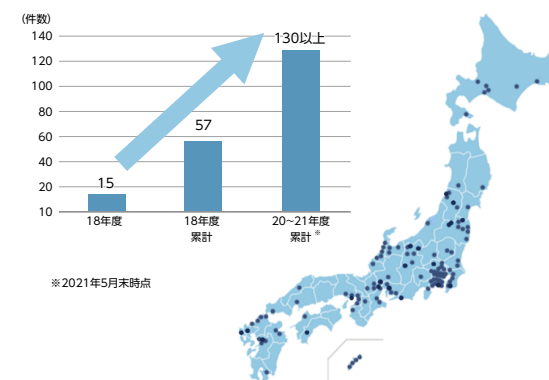 (件数)
140
120
100
80
60
40
20
10
130以上
57
15
18年度
18年度
累計
20~21年度
累計 ※
※2021年5月末時点